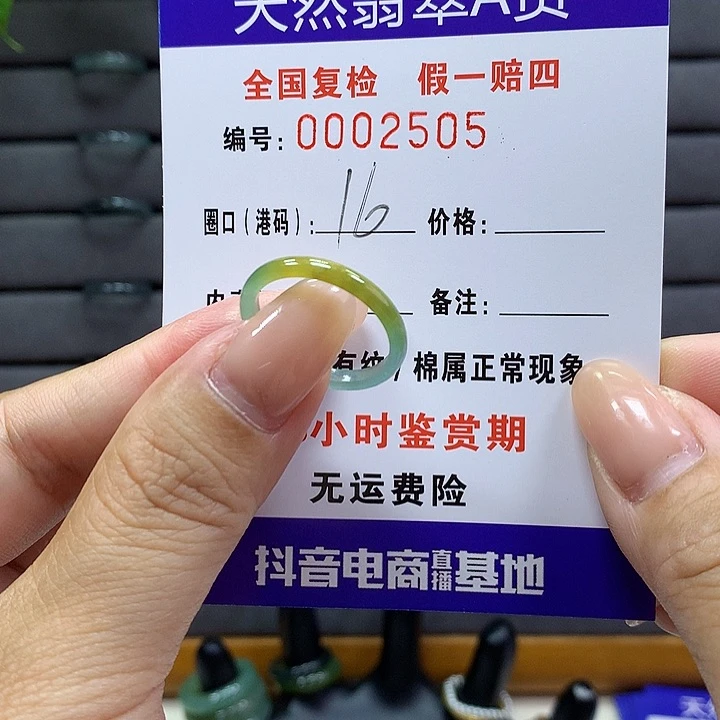 天然翡翠A货
全国复检 假一赔四
编号: 0002505
圈口(港码): 16 价格:
内 备注:
有纹/棉属正常现象
小时鉴赏期
无运费险
抖音电商直播基地